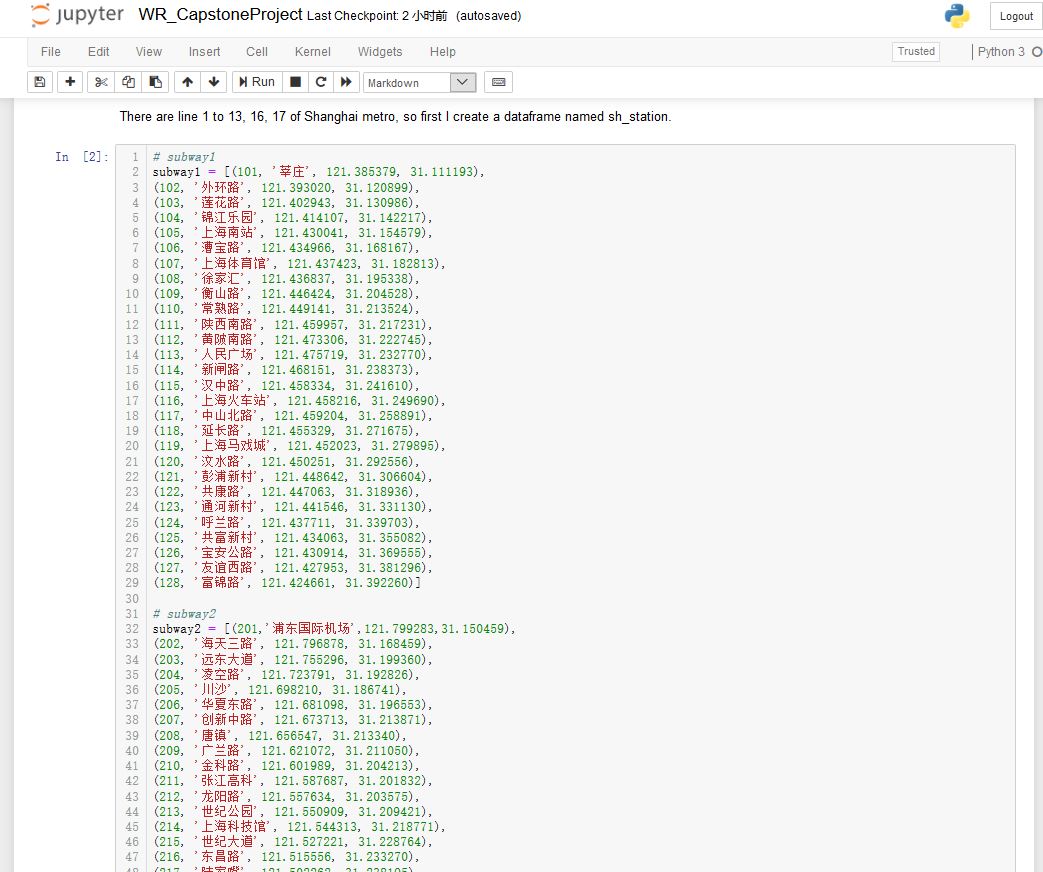 jupyter WR_CapstoneProject Last Checkpoint: 2 小时前 (autosaved) Logout
File Edit View Insert Cell Kernel Widgets Help Trusted Python 3
Run Markdown
There are line 1 to 13, 16, 17 of Shanghai metro, so first I create a dataframe named sh_station.
In [2]:
1 # subway1
2 subway1 = [(101, '莘庄', 121.385379, 31.111193),
3 (102, '外环路', 121.393020, 31.120899),
4 (103, '莲花路', 121.402943, 31.130986),
5 (104, '锦江乐园', 121.414107, 31.142217),
6 (105, '上海南站', 121.430041, 31.154579),
7 (106, '漕宝路', 121.434966, 31.168167),
8 (107, '上海体育馆', 121.437423, 31.182813),
9 (108, '徐家汇', 121.436837, 31.195338),
10 (109, '衡山路', 121.446424, 31.204528),
11 (110, '常熟路', 121.449141, 31.213524),
12 (111, '陕西南路', 121.459957, 31.217231),
13 (112, '黄陂南路', 121.473306, 31.222745),
14 (113, '人民广场', 121.475719, 31.232770),
15 (114, '新闸路', 121.468151, 31.238373),
16 (115, '汉中路', 121.458334, 31.241610),
17 (116, '上海火车站', 121.458216, 31.249690),
18 (117, '中山北路', 121.459204, 31.258891),
19 (118, '延长路', 121.455329, 31.271675),
20 (119, '上海马戏城', 121.452023, 31.279895),
21 (120, '汶水路', 121.450251, 31.292556),
22 (121, '彭浦新村', 121.448642, 31.306604),
23 (122, '共康路', 121.447063, 31.318936),
24 (123, '通河新村', 121.441546, 31.331130),
25 (124, '呼兰路', 121.437711, 31.339703),
26 (125, '共富新村', 121.434063, 31.355082),
27 (126, '宝安公路', 121.430914, 31.369555),
28 (127, '友谊西路', 121.427953, 31.381296),
29 (128, '富锦路', 121.424661, 31.392260)]
30
31 # subway2
32 subway2 = [(201,'浦东国际机场',121.799283,31.150459),
33 (202, '海天三路', 121.796878, 31.168459),
34 (203, '远东大道', 121.755296, 31.199360),
35 (204, '凌空路', 121.723791, 31.192826),
36 (205, '川沙', 121.698210, 31.186741),
37 (206, '华夏东路', 121.681098, 31.196553),
38 (207, '创新中路', 121.673713, 31.213871),
39 (208, '唐镇', 121.656547, 31.213340),
40 (209, '广兰路', 121.621072, 31.211050),
41 (210, '金科路', 121.601989, 31.204213),
42 (211, '张江高科', 121.587687, 31.201832),
43 (212, '龙阳路', 121.557634, 31.203575),
44 (213, '世纪公园', 121.550909, 31.209421),
45 (214, '上海科技馆', 121.544313, 31.218771),
46 (215, '世纪大道', 121.527221, 31.228764),
47 (216, '东昌路', 121.515556, 31.233270),